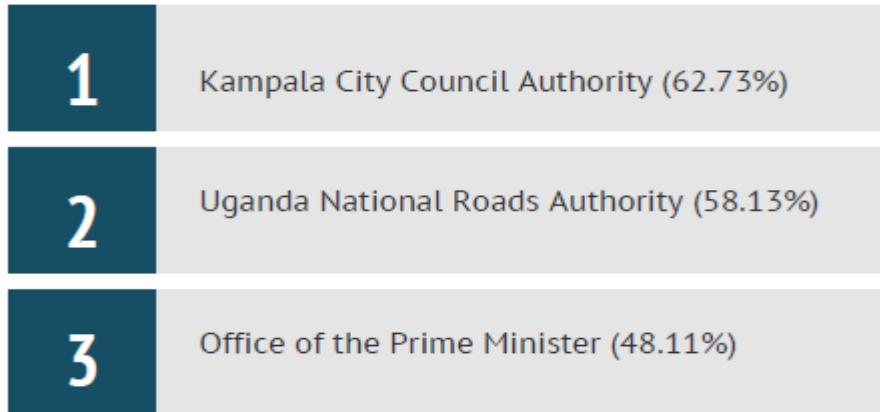 1
Kampala City Council Authority (62.73%)
2
Uganda National Roads Authority (58.13%)
3
Office of the Prime Minister (48.11%)